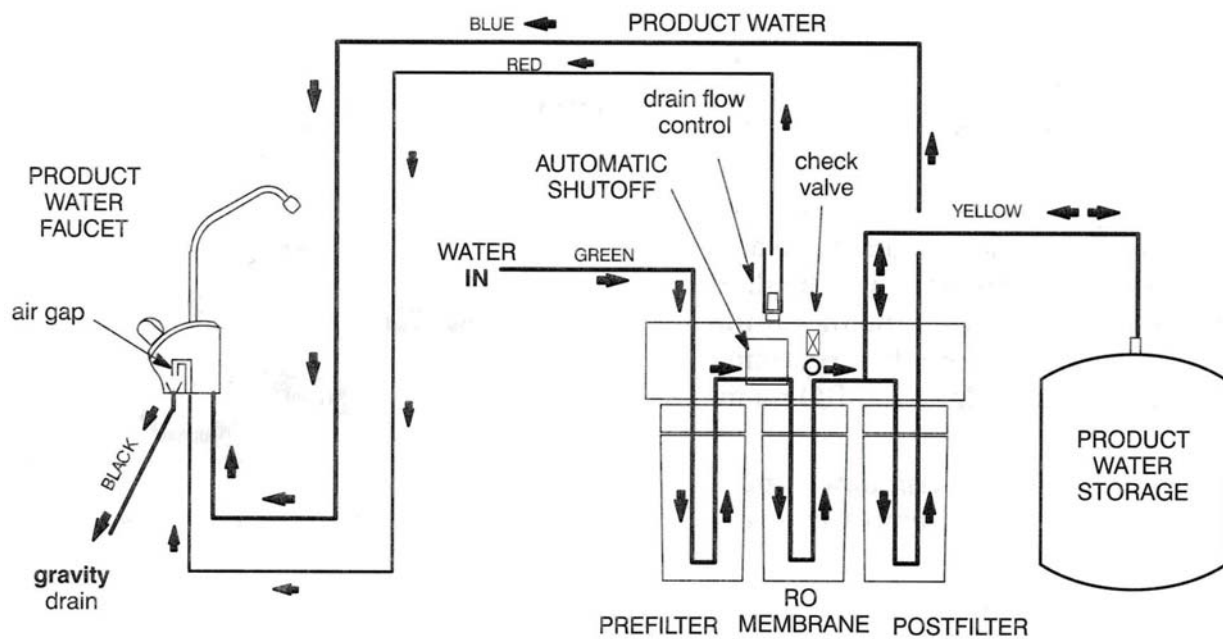 BLUE
PRODUCT WATER
RED
drain flow
control
AUTOMATIC
SHUTOFF
check
valve
PRODUCT
WATER
FAUCET
YELLOW
WATER
IN
GREEN
air gap
BLACK
PRODUCT
WATER
STORAGE
gravity
drain
PREFILTER
RO
MEMBRANE
POSTFILTER